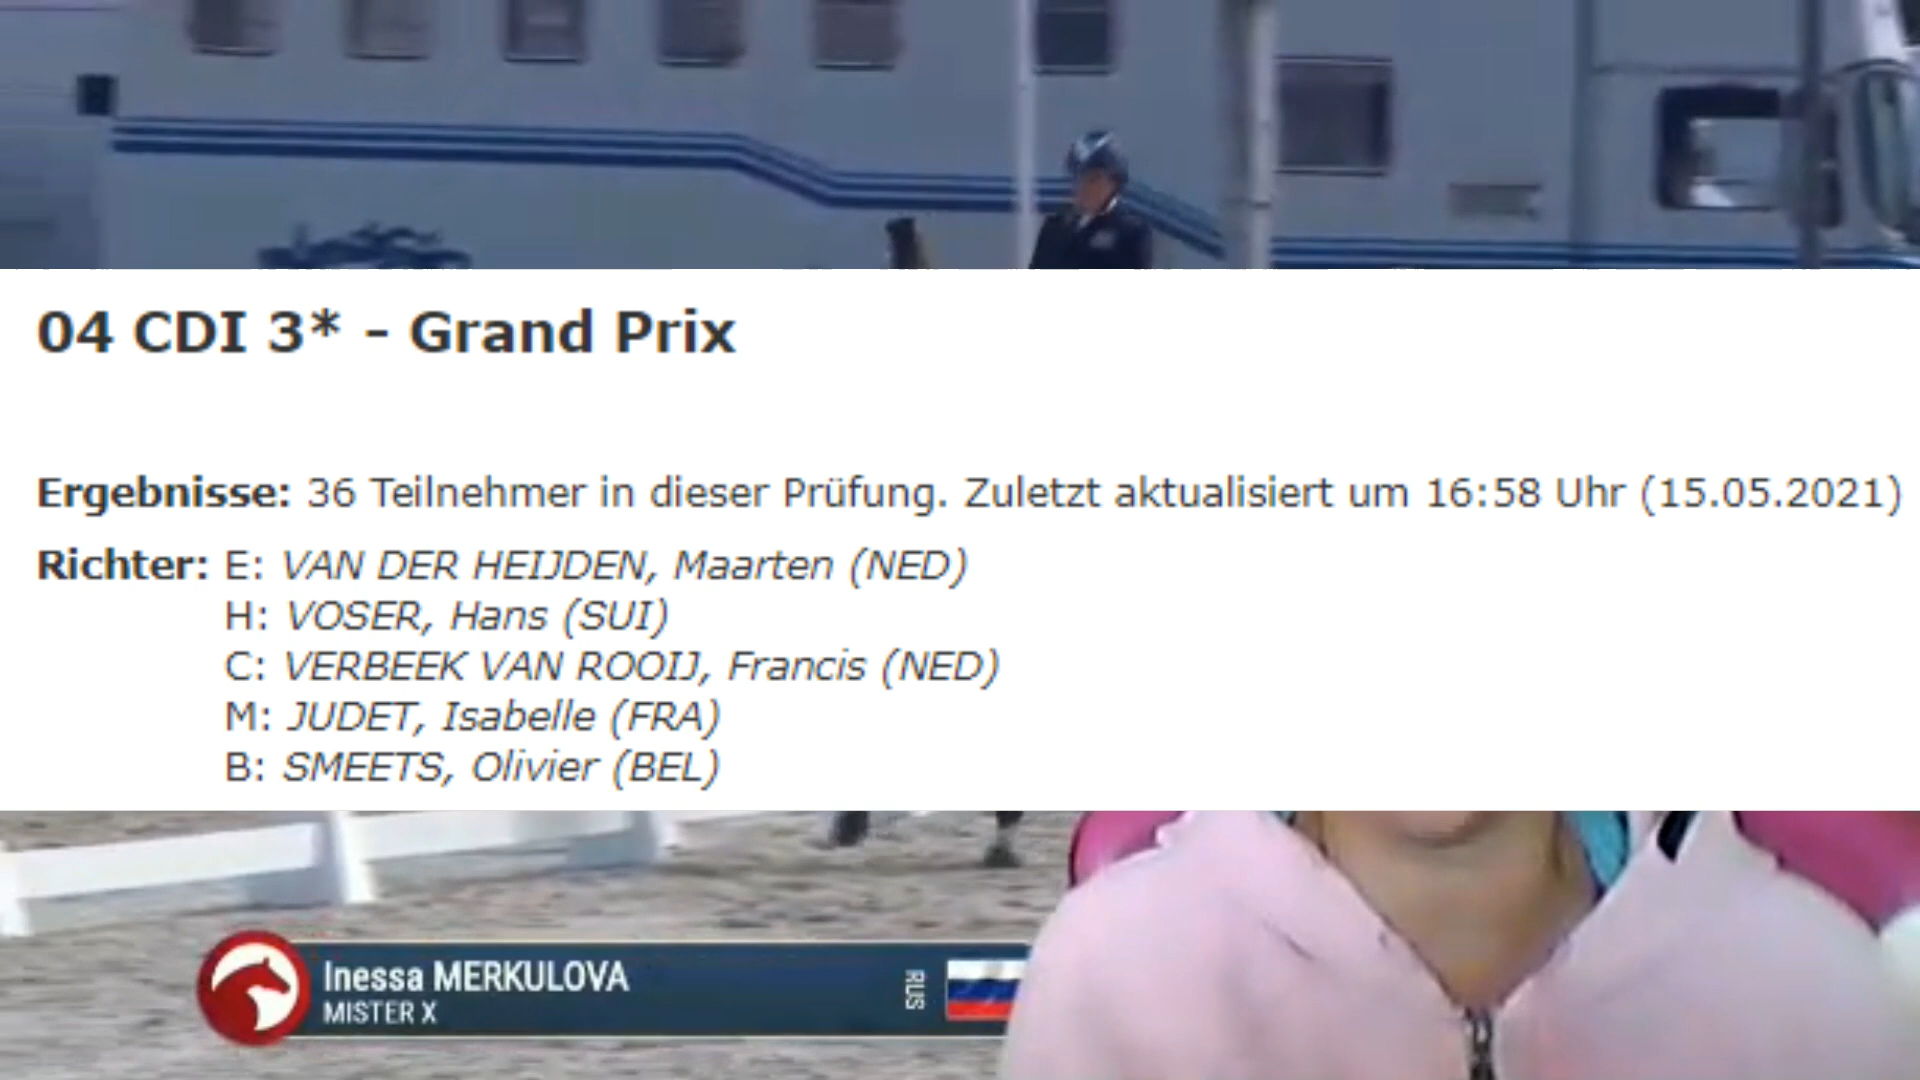 04 CDI 3* - Grand Prix
Ergebnisse: 36 Teilnehmer in dieser Prüfung. Zuletzt aktualisiert um 16:58 Uhr (15.05.2021)
Richter: E: VAN DER HEIJDEN, Maarten (NED)
H: VOSER, Hans (SUI)
C: VERBEEK VAN ROOIJ, Francis (NED)
M: JUDET, Isabelle (FRA)
B: SMEETS, Olivier (BEL)
Inessa MERKULOVA
MISTER X
RUS